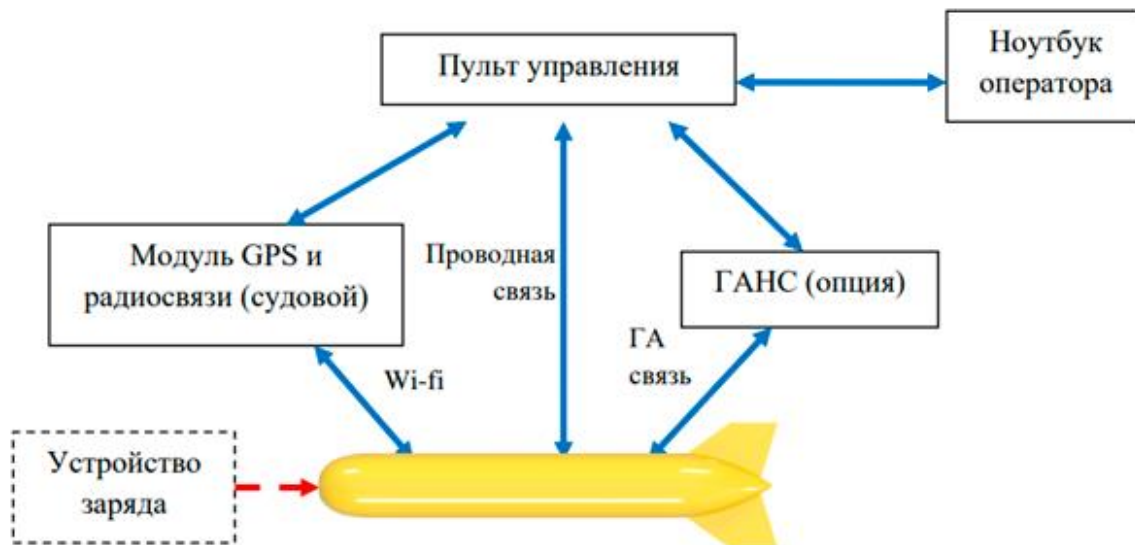 Пульт управления
Ноутбук
оператора
Модуль GPS и
радиосвязи (судовой)
Проводная
связь
ГАНС (опция)
Wi-fi
ГА
связь
Устройство
заряда